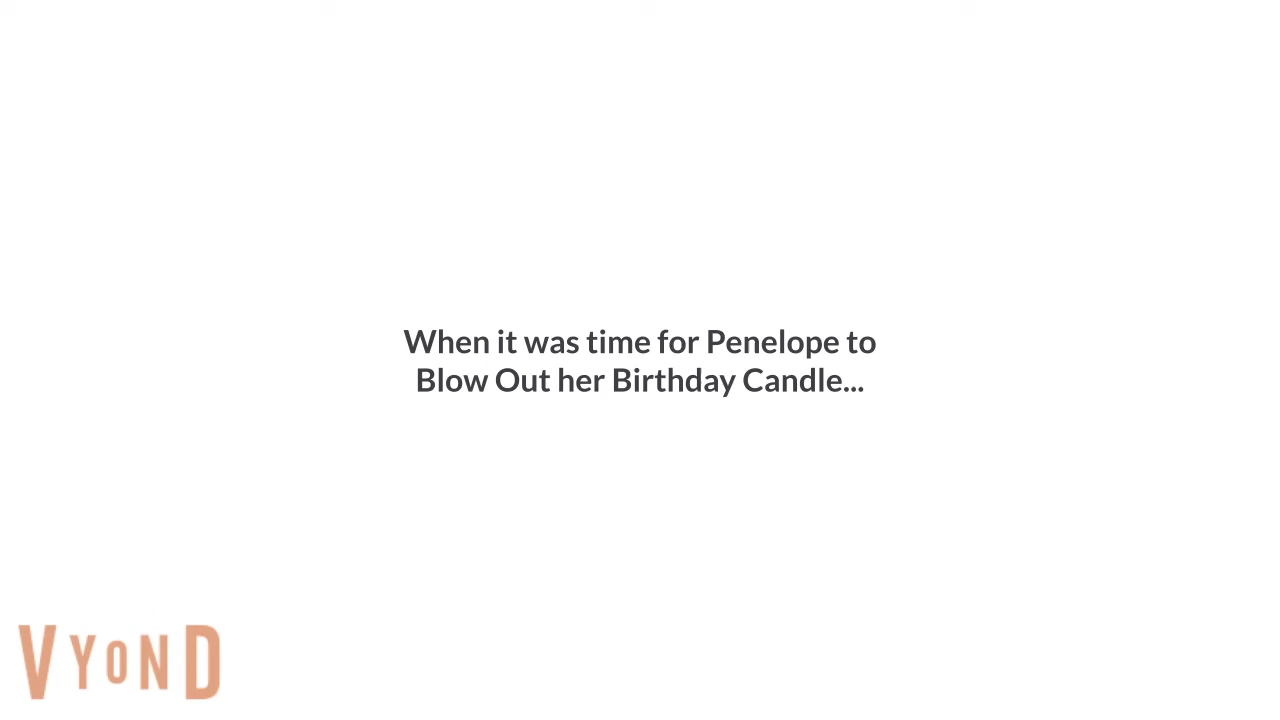 When it was time for Penelope to
Blow Out her Birthday Candle...
VYOND